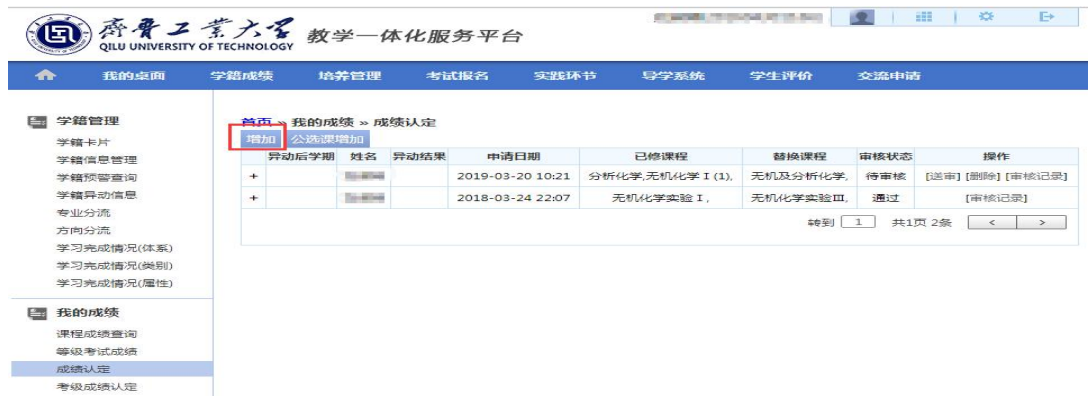 齊鲁工業大学
QILU UNIVERSITY OF TECHNOLOGY
教学一体化服务平台
我的桌面 学籍成绩 培养管理 考试报名 实践环节 导学系统 学生评价 交流申请
学籍管理
学籍卡片
学籍信息管理
学籍预警查询
学籍异动信息
专业分流
方向分流
学习完成情况(体系)
学习完成情况(类别)
学习完成情况(属性)
我的成绩
课程成绩查询
等级考试成绩
成绩认定
考级成绩认定
首页 » 我的成绩 » 成绩认定
增加 公选课增加
异动后学期 姓名 异动结果 申请日期 已修课程 替换课程 审核状态 操作
+ 2019-03-20 10:21 分析化学,无机化学Ⅰ(1), 无机及分析化学, 待审核 [送审] [删除] [审核记录]
+ 2018-03-24 22:07 无机化学实验Ⅰ, 无机化学实验Ⅲ, 通过 [审核记录]
转到 1 共1页 2条 < >